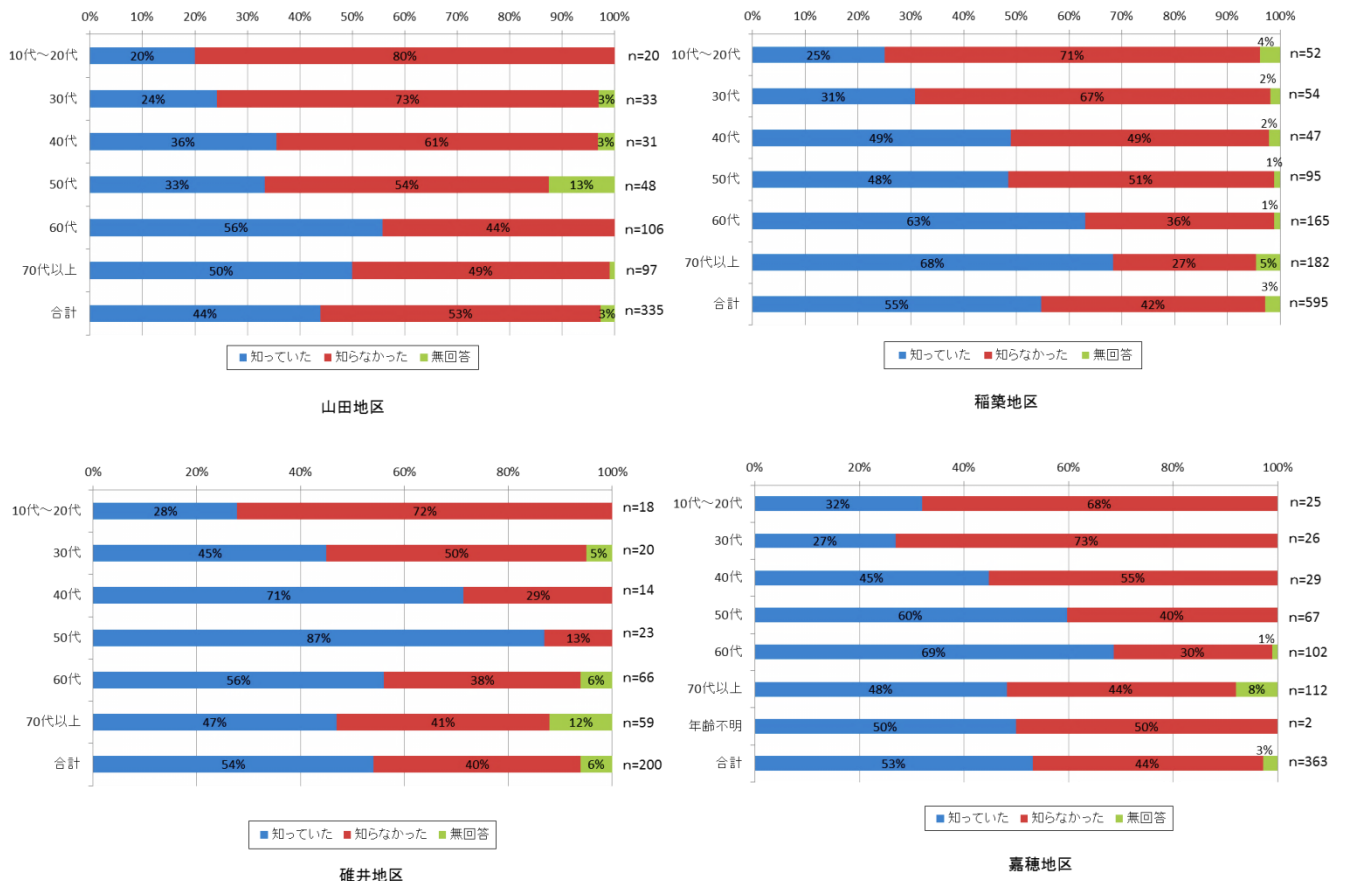 0% 10% 20% 30% 40% 50% 60% 70% 80% 90% 100%
10代～20代 20% 80% n=20
30代 24% 73% 3% n=33
40代 36% 61% 3% n=31
50代 33% 54% 13% n=48
60代 56% 44% n=106
70代以上 50% 49% n=97
合計 44% 53% 3% n=335
知っていた 知らなかった 無回答
山田地区
0% 10% 20% 30% 40% 50% 60% 70% 80% 90% 100%
10代～20代 25% 71% 4% n=52
30代 31% 67% 2% n=54
40代 49% 49% 2% n=47
50代 48% 51% 1% n=95
60代 63% 36% 1% n=165
70代以上 68% 27% 5% n=182
合計 55% 42% 3% n=595
知っていた 知らなかった 無回答
稲築地区
0% 20% 40% 60% 80% 100%
10代～20代 28% 72% n=18
30代 45% 50% 5% n=20
40代 71% 29% n=14
50代 87% 13% n=23
60代 56% 38% 6% n=66
70代以上 47% 41% 12% n=59
合計 54% 40% 6% n=200
知っていた 知らなかった 無回答
碓井地区
0% 20% 40% 60% 80% 100%
10代～20代 32% 68% n=25
30代 27% 73% n=26
40代 45% 55% n=29
50代 60% 40% n=67
60代 69% 30% 1% n=102
70代以上 48% 44% 8% n=112
年齢不明 50% 50% n=2
合計 53% 44% 3% n=363
知っていた 知らなかった 無回答
嘉穂地区